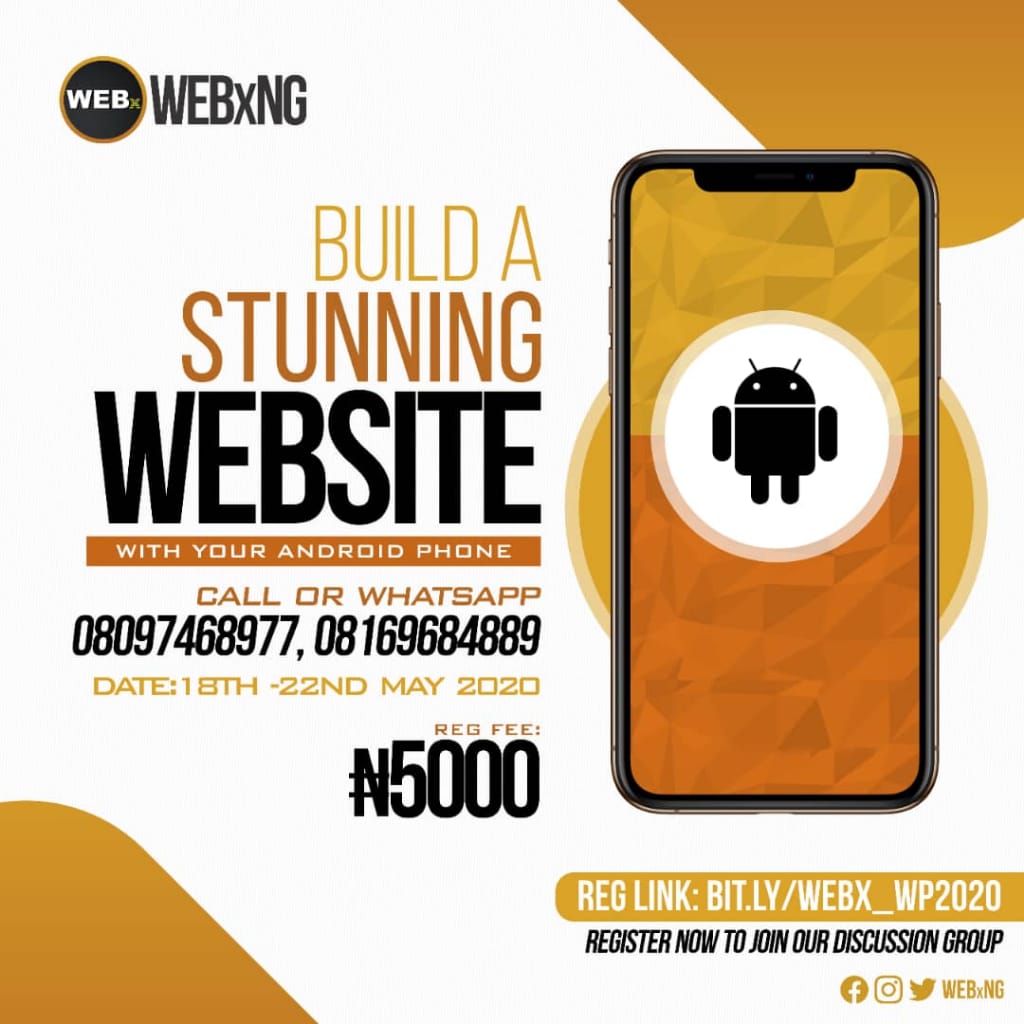 WEBx WEBxNG
BUILD A
STUNNING
WEBSITE
WITH YOUR ANDROID PHONE
CALL OR WHATSAPP
08097468977, 08169684889
DATE:18TH -22ND MAY 2020
REG FEE:
₦5000
REG LINK: BIT.LY/WEBX_WP2020
REGISTER NOW TO JOIN OUR DISCUSSION GROUP
WEBxNG